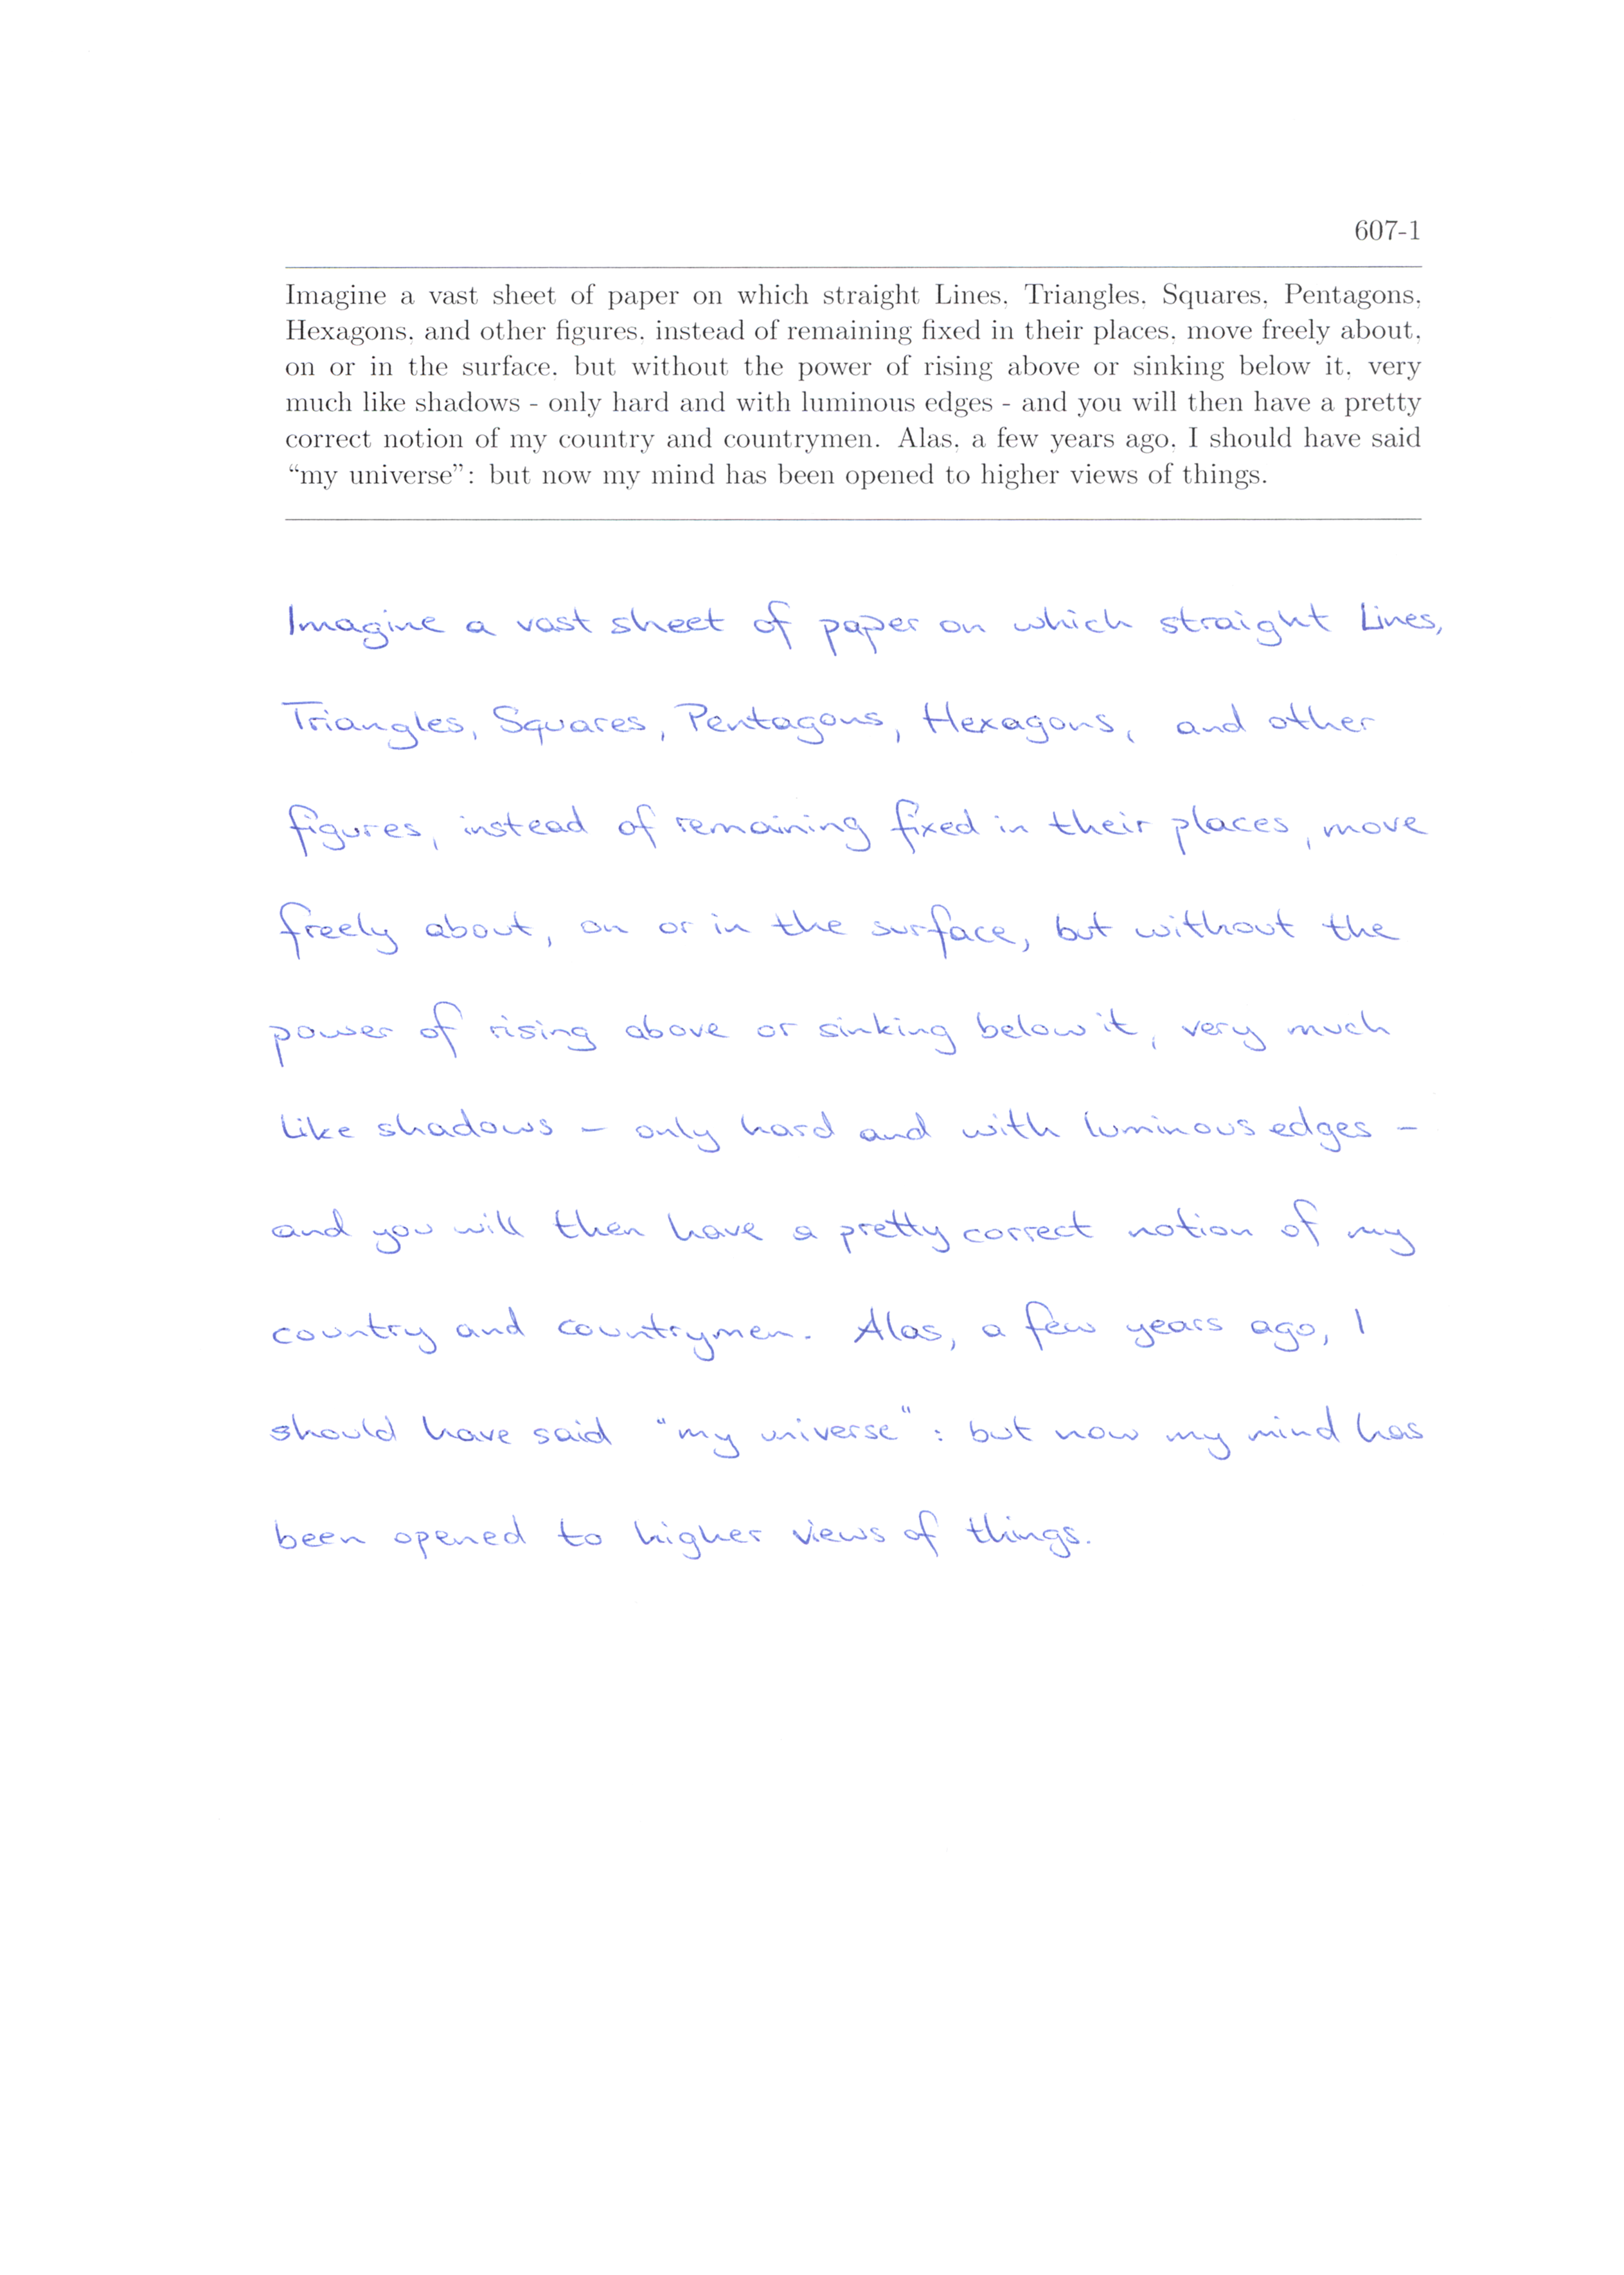 607-1
Imagine a vast sheet of paper on which straight Lines, Triangles, Squares, Pentagons,
Hexagons, and other figures, instead of remaining fixed in their places, move freely about,
on or in the surface, but without the power of rising above or sinking below it, very
much like shadows - only hard and with luminous edges - and you will then have a pretty
correct notion of my country and countrymen. Alas, a few years ago, I should have said
“my universe”: but now my mind has been opened to higher views of things.
Imagine a vast sheet of paper on which straight Lines,
Triangles, Squares, Pentagons, Hexagons, and other
figures, instead of remaining fixed in their places, move
freely about, on or in the surface, but without the
power of rising above or sinking below it, very much
like shadows - only hard and with luminous edges -
and you will then have a pretty correct notion of my
country and countrymen. Alas, a few years ago, I
should have said "my universe": but now my mind has
been opened to higher views of things.